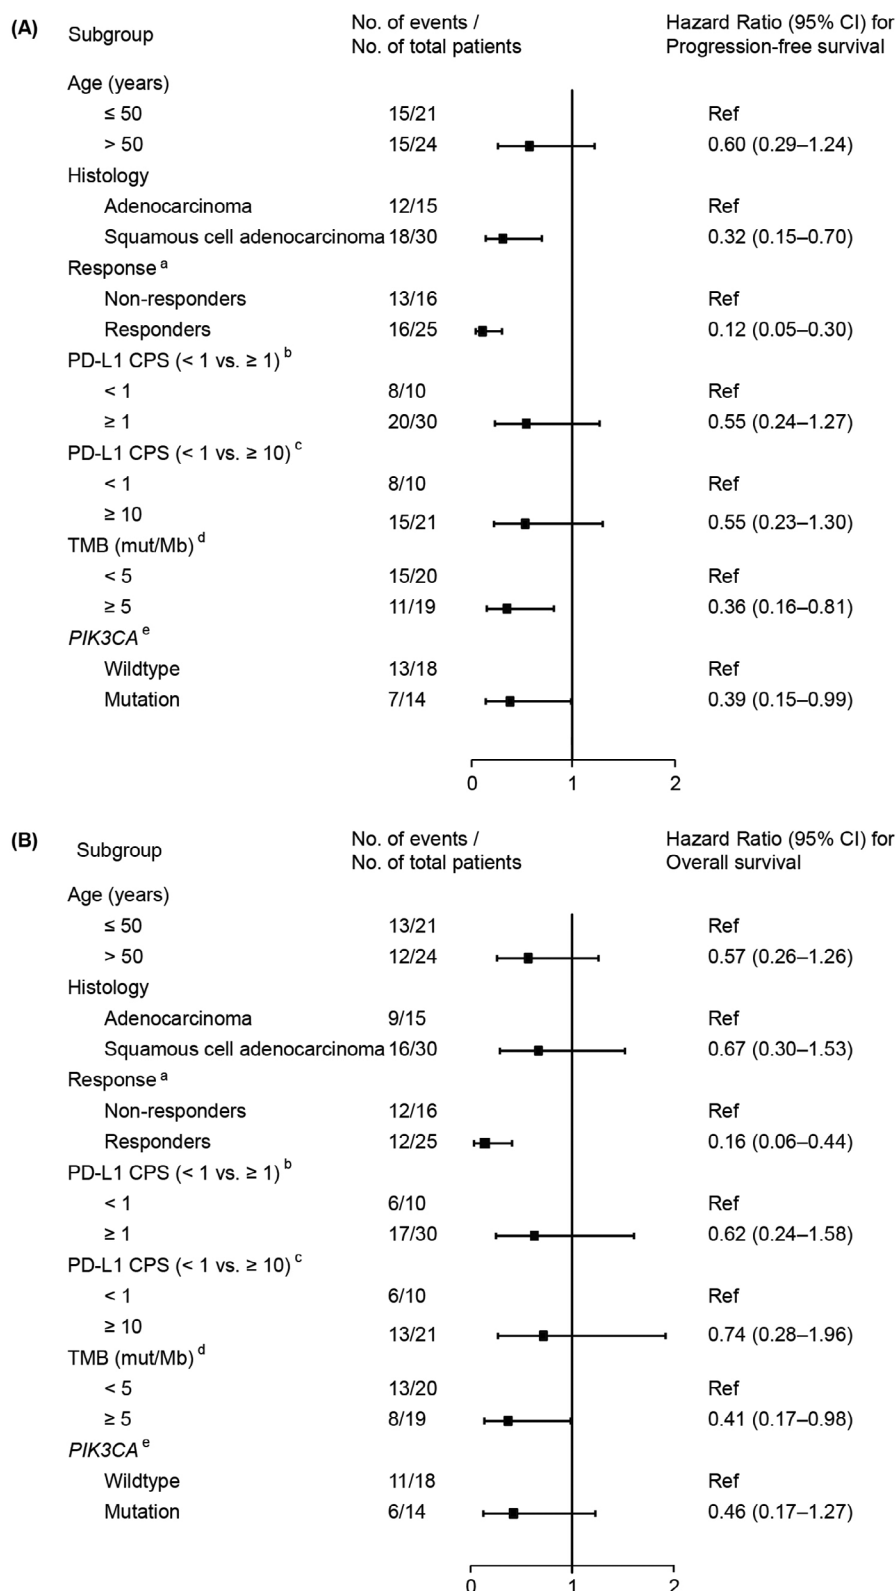 (A) Subgroup No. of events / No. of total patients Hazard Ratio (95% CI) for Progression-free survival
Age (years)
≤ 50 15/21 Ref
> 50 15/24 0.60 (0.29–1.24)
Histology
Adenocarcinoma 12/15 Ref
Squamous cell adenocarcinoma 18/30 0.32 (0.15–0.70)
Response a
Non-responders 13/16 Ref
Responders 16/25 0.12 (0.05–0.30)
PD-L1 CPS (< 1 vs. ≥ 1) b
< 1 8/10 Ref
≥ 1 20/30 0.55 (0.24–1.27)
PD-L1 CPS (< 1 vs. ≥ 10) c
< 1 8/10 Ref
≥ 10 15/21 0.55 (0.23–1.30)
TMB (mut/Mb) d
< 5 15/20 Ref
≥ 5 11/19 0.36 (0.16–0.81)
PIK3CA e
Wildtype 13/18 Ref
Mutation 7/14 0.39 (0.15–0.99)
0 1 2
(B) Subgroup No. of events / No. of total patients Hazard Ratio (95% CI) for Overall survival
Age (years)
≤ 50 13/21 Ref
> 50 12/24 0.57 (0.26–1.26)
Histology
Adenocarcinoma 9/15 Ref
Squamous cell adenocarcinoma 16/30 0.67 (0.30–1.53)
Response a
Non-responders 12/16 Ref
Responders 12/25 0.16 (0.06–0.44)
PD-L1 CPS (< 1 vs. ≥ 1) b
< 1 6/10 Ref
≥ 1 17/30 0.62 (0.24–1.58)
PD-L1 CPS (< 1 vs. ≥ 10) c
< 1 6/10 Ref
≥ 10 13/21 0.74 (0.28–1.96)
TMB (mut/Mb) d
< 5 13/20 Ref
≥ 5 8/19 0.41 (0.17–0.98)
PIK3CA e
Wildtype 11/18 Ref
Mutation 6/14 0.46 (0.17–1.27)
0 1 2